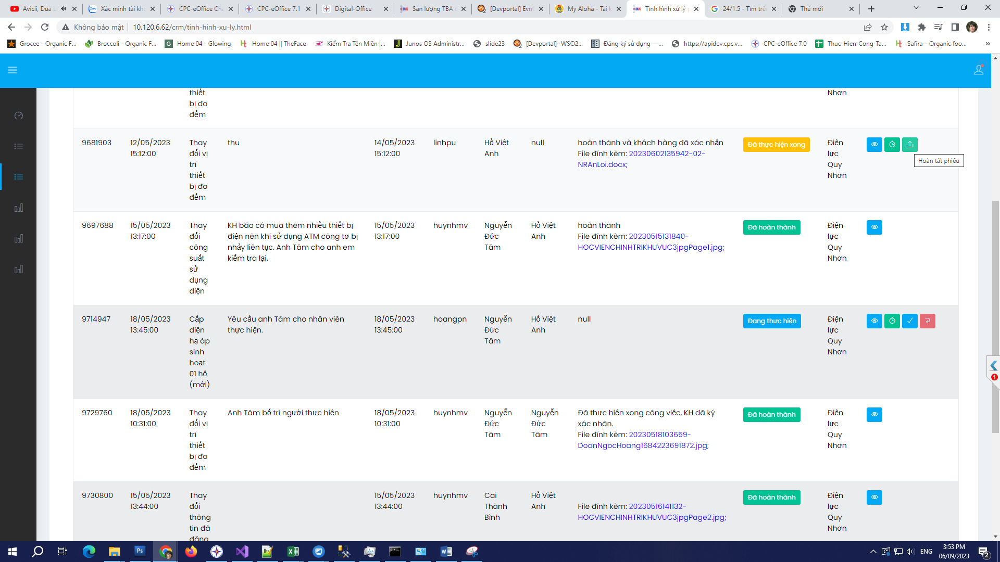 Avicii, Dua L
Xác minh tài kho
CPC-eOffice Cha
CPC-eOffice 7.1
Digital-Office
Sản lượng TBA c
[Devportal] EvnC
My Aloha - Tài k
Tình hình xử lý p
24/1.5 - Tìm trê
Thẻ mới
Không bảo mật
10.120.6.62/crm/tinh-hinh-xu-ly.html
Grocee - Organic F...
Broccoli - Organic F...
Home 04 - Glowing
Home 04 || TheFace
Kiểm Tra Tên Miền |...
Junos OS Administr...
slide23
[Devportal]- WSO2...
Đăng ký sử dụng —...
https://apidev.cpc.v...
CPC-eOffice 7.0
Thuc-Hien-Cong-Ta...
Safira – Organic foo...
»
thiết
bị đo
đếm
Nhơn
9681903
12/05/2023
15:12:00
Thay
đổi vị
trí
thiết
bị đo
đếm
thu
14/05/2023
15:12:00
linhpu
Hồ Việt
Anh
null
hoàn thành và khách hàng đã xác nhận
File đính kèm: 20230602135942-02-
NRAnLoi.docx;
Đã thực hiện xong
Điện
lực
Quy
Nhơn
Hoàn tất phiếu
9697688
15/05/2023
13:17:00
Thay
đổi
công
suất
sử
dụng
điện
KH báo có mua thêm nhiều thiết bị
điện nên khi sử dụng ATM công tơ bị
nhảy liên tục. Anh Tâm cho anh em
kiểm tra lại.
15/05/2023
13:17:00
huynhmv
Nguyễn
Đức
Tâm
Hồ Việt
Anh
hoàn thành
File đính kèm: 20230515131840-
HOCVIENCHINHTRIKHUVUC3jpgPage1.jpg;
Đã hoàn thành
Điện
lực
Quy
Nhơn
9714947
18/05/2023
13:45:00
Cấp
điện
hạ áp
sinh
hoạt
01 hộ
(mới)
Yêu cầu anh Tâm cho nhân viên
thực hiện.
18/05/2023
13:45:00
hoangpn
Nguyễn
Đức
Tâm
Hồ Việt
Anh
null
Đang thực hiện
Điện
lực
Quy
Nhơn
9729760
18/05/2023
10:31:00
Thay
đổi vị
trí
thiết
bị đo
đếm
Anh Tâm bố trí người thực hiện
18/05/2023
10:31:00
huynhmv
Nguyễn
Đức
Tâm
Nguyễn
Đức
Tâm
Đã thực hiện xong công việc, KH đã ký
xác nhân.
File đính kèm: 20230518103659-
DoanNgocHoang1684223691872.jpg;
Đã hoàn thành
Điện
lực
Quy
Nhơn
9730800
15/05/2023
13:44:00
Thay
đổi
thông
tin đã
đăng
15/05/2023
13:44:00
huynhmv
Cai
Thành
Bình
Hồ Việt
Anh
File đính kèm: 20230516141132-
HOCVIENCHINHTRIKHUVUC3jpgPage2.jpg;
Đã hoàn thành
Điện
lực
Quy
Nhơn
1
Ps
ENG
3:53 PM
06/09/2023
2